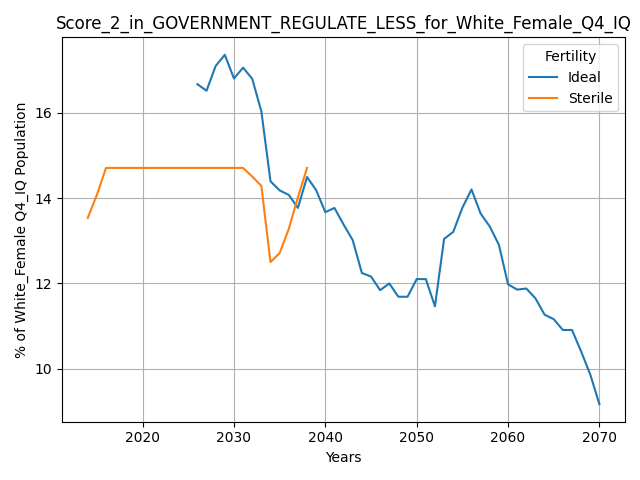 Score_2_in_GOVERNMENT_REGULATE_LESS_for_White_Female_Q4_IQ
Fertility
Ideal
Sterile
% of White_Female Q4_IQ Population
16
14
12
10
2020 2030 2040 2050 2060 2070
Years